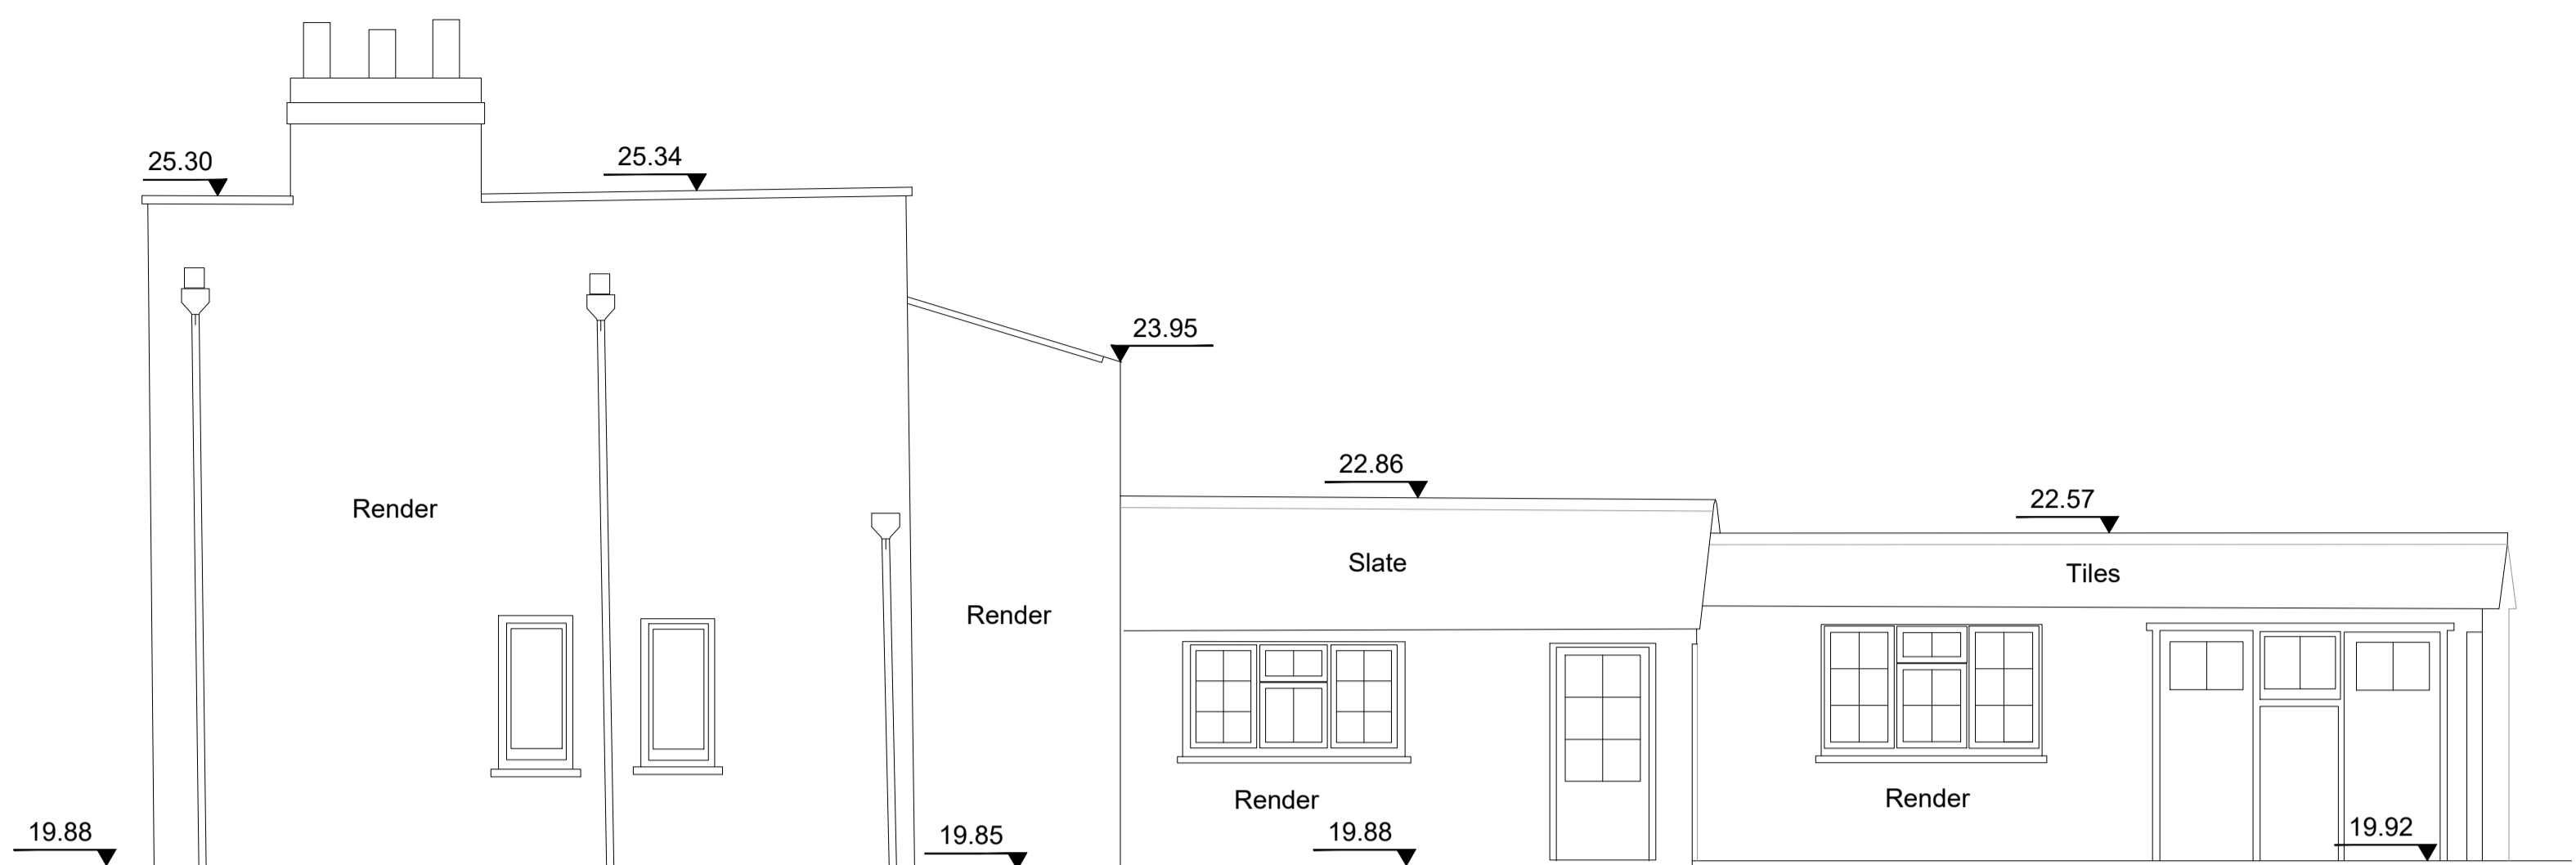 25.30
25.34
23.95
22.86
22.57
Render
Slate
Tiles
Render
Render
Render
19.88
19.85
19.88
19.92